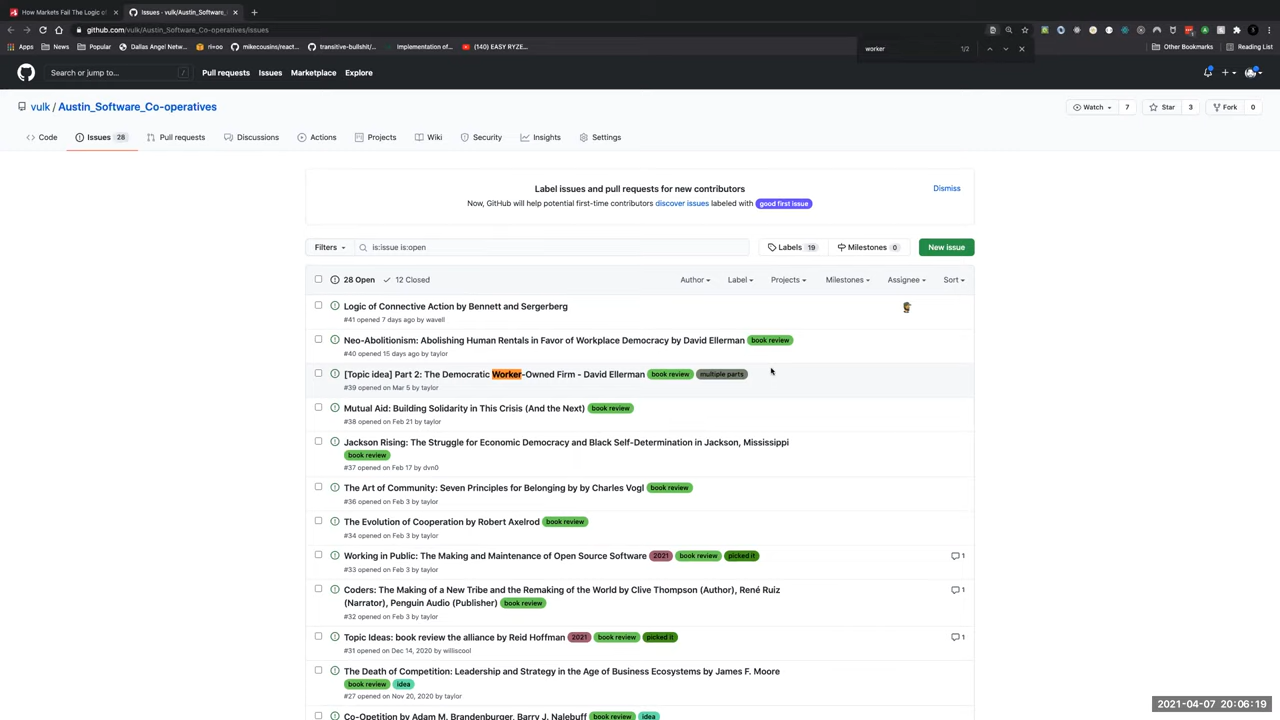 How Markets Fail The Logic of
Issues - vulk/Austin_Software_
github.com/vulk/Austin_Software_Co-operatives/issues
Apps
News
Popular
Dallas Angel Net...
ri+oo
mikecousins/react...
transitive-bullshit/...
Implementation of...
(140) EASY RYZE...
Other Bookmarks
Reading List
worker
1/2
Search or jump to...
/
Pull requests
Issues
Marketplace
Explore
vulk / Austin_Software_Co-operatives
Watch
7
Star
3
Fork
0
Code
Issues 28
Pull requests
Discussions
Actions
Projects
Wiki
Security
Insights
Settings
Label issues and pull requests for new contributors
Dismiss
Now, GitHub will help potential first-time contributors discover issues labeled with good first issue
Filters
is:issue is:open
Labels 19
Milestones 0
New issue
28 Open
12 Closed
Author
Label
Projects
Milestones
Assignee
Sort
Logic of Connective Action by Bennett and Sergerberg
#41 opened 7 days ago by wavell
Neo-Abolitionism: Abolishing Human Rentals in Favor of Workplace Democracy by David Ellerman book review
#40 opened 15 days ago by taylor
[Topic idea] Part 2: The Democratic Worker-Owned Firm - David Ellerman book review multiple parts
#39 opened on Mar 5 by taylor
Mutual Aid: Building Solidarity in This Crisis (And the Next) book review
#38 opened on Feb 21 by taylor
Jackson Rising: The Struggle for Economic Democracy and Black Self-Determination in Jackson, Mississippi
book review
#37 opened on Feb 17 by dvn0
The Art of Community: Seven Principles for Belonging by by Charles Vogl book review
#36 opened on Feb 3 by taylor
The Evolution of Cooperation by Robert Axelrod book review
#34 opened on Feb 3 by taylor
Working in Public: The Making and Maintenance of Open Source Software 2021 book review picked it
1
#33 opened on Feb 3 by taylor
Coders: The Making of a New Tribe and the Remaking of the World by Clive Thompson (Author), René Ruiz
1
(Narrator), Penguin Audio (Publisher) book review
#32 opened on Feb 3 by taylor
Topic Ideas: book review the alliance by Reid Hoffman 2021 book review picked it
1
#31 opened on Dec 14, 2020 by williscool
The Death of Competition: Leadership and Strategy in the Age of Business Ecosystems by James F. Moore
book review idea
#27 opened on Nov 20, 2020 by taylor
Co-Opetition by Adam M. Brandenburger, Barry J. Nalebuff book review idea
2021-04-07 20:06:19